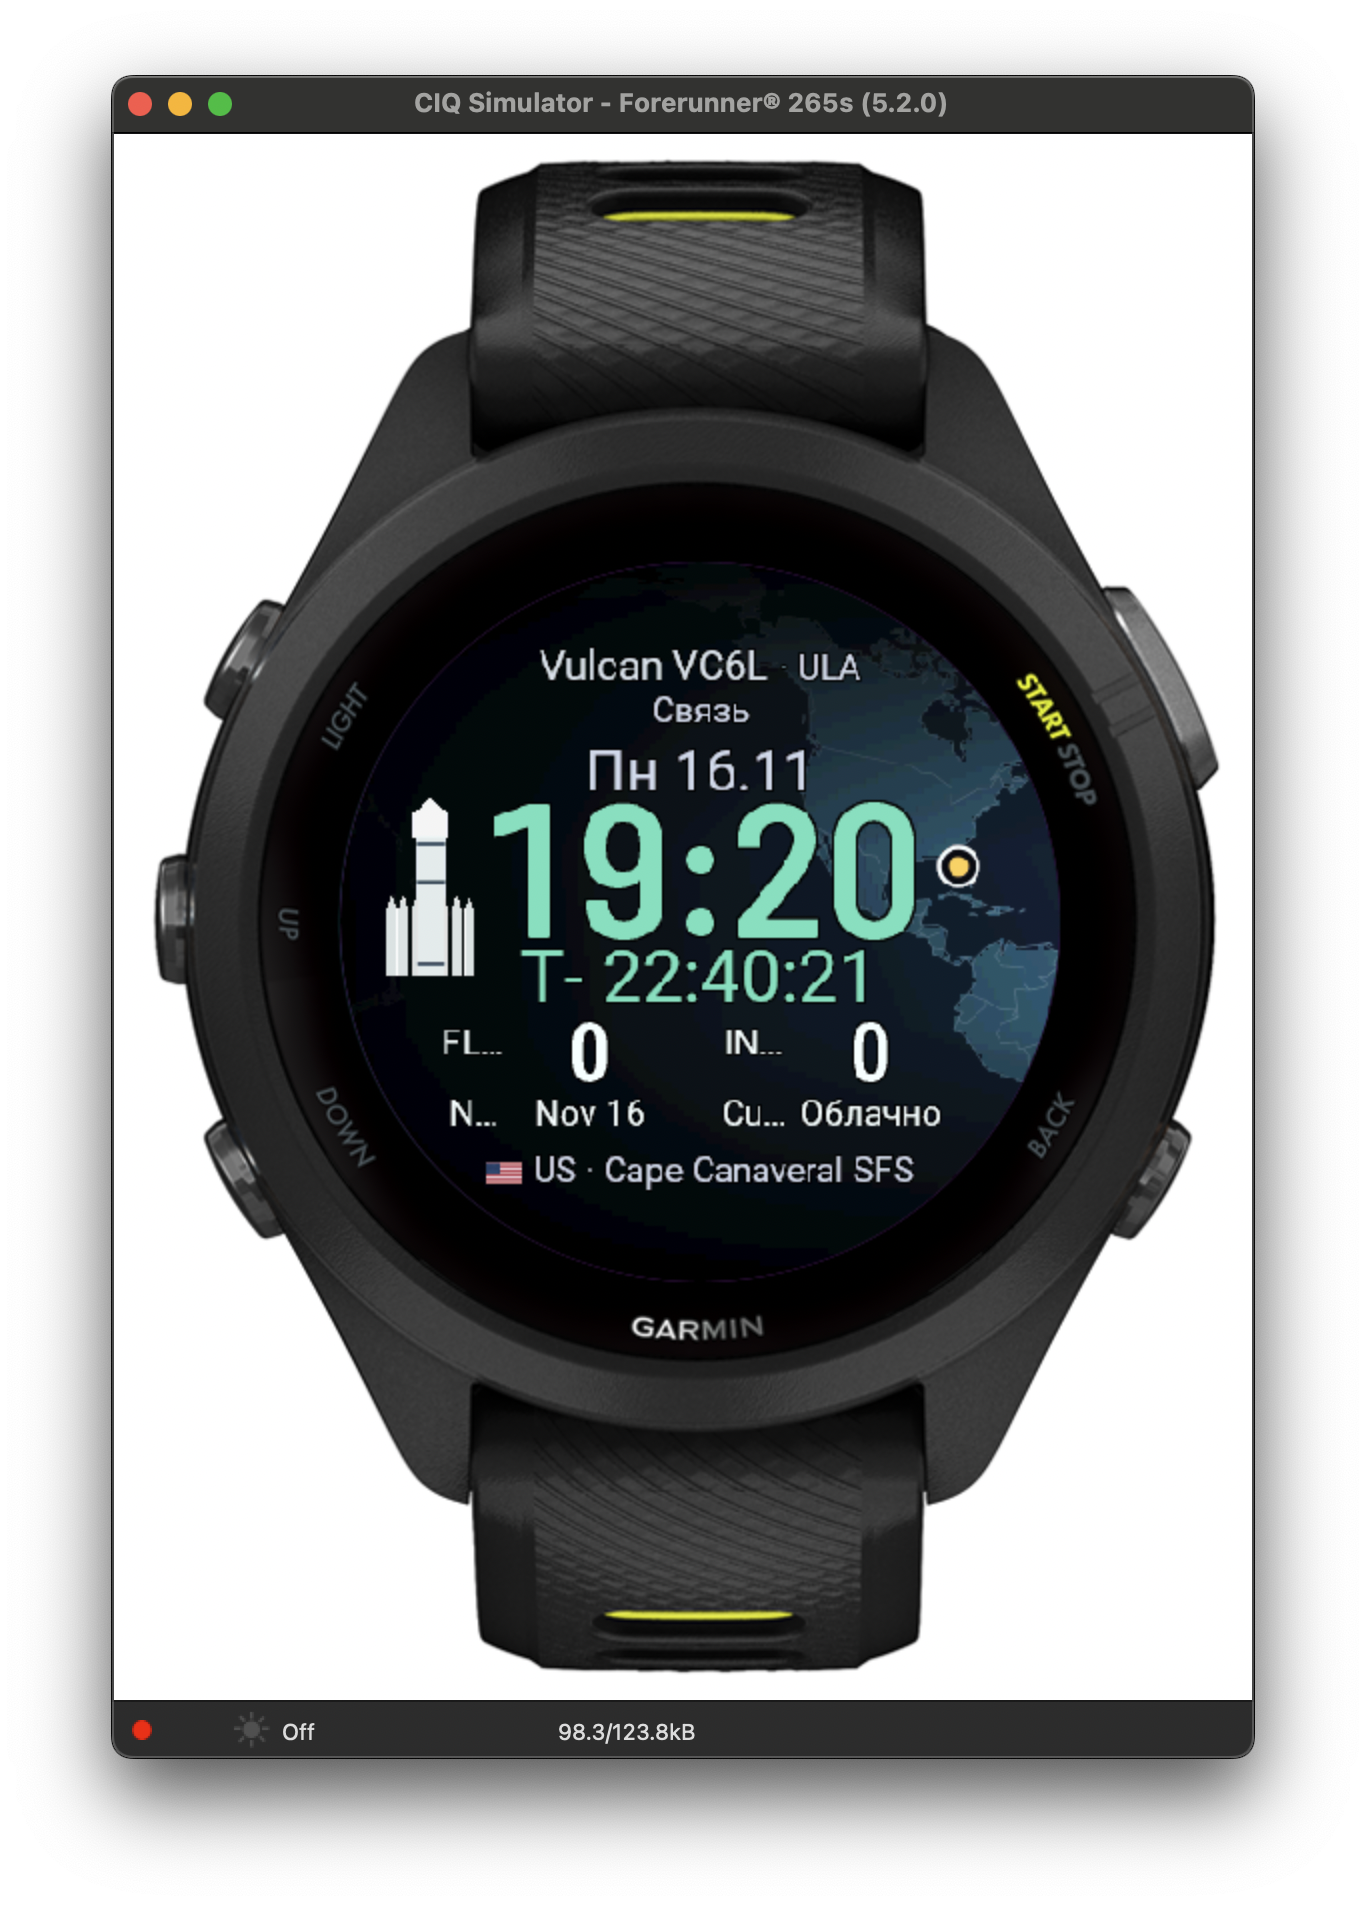 CIQ Simulator - Forerunner® 265s (5.2.0)
LIGHT
START STOP
UP
DOWN
BACK
Vulcan VC6L · ULA
Связь
Пн 16.11
19:20
T- 22:40:21
FL... 0 IN... 0
N... Nov 16 Cu... Облачно
US · Cape Canaveral SFS
GARMIN
Off 98.3/123.8kB